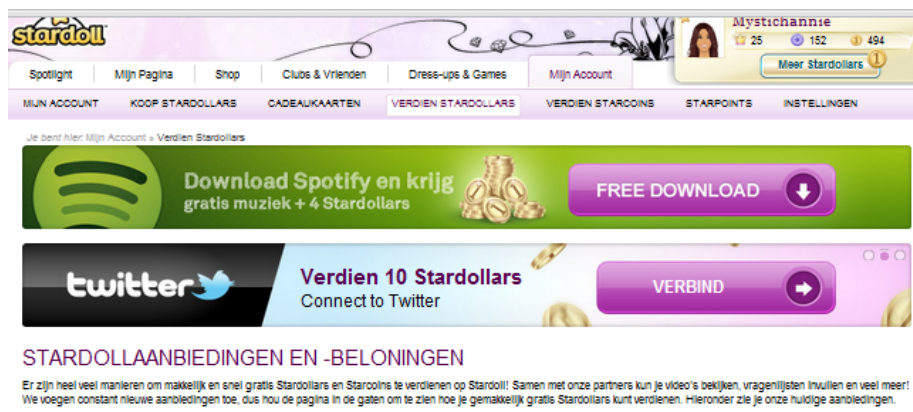 stardoll
Mystichannie
25 152 494
Meer Stardollars 1
Spotlight Mijn Pagina Shop Clubs & Vrienden Dress-ups & Games Mijn Account
MIJN ACCOUNT KOOP STARDOLLARS CADEAUKAARTEN VERDIEN STARDOLLARS VERDIEN STARCOINS STARPOINTS INSTELLINGEN
Je bent hier: Mijn Account » Verdien Stardollars
Download Spotify en krijg
gratis muziek + 4 Stardollars
FREE DOWNLOAD
twitter
Verdien 10 Stardollars
Connect to Twitter
VERBIND
STARDOLLAANBIEDINGEN EN -BELONINGEN
Er zijn heel veel manieren om makkelijk en snel gratis Stardollars en Starcoins te verdienen op Stardoll! Samen met onze partners kun je video's bekijken, vragenlijsten invullen en veel meer!
We voegen constant nieuwe aanbiedingen toe, dus hou de pagina in de gaten om te zien hoe je gemakkelijk gratis Stardollars kunt verdienen. Hieronder zie je onze huidige aanbiedingen.